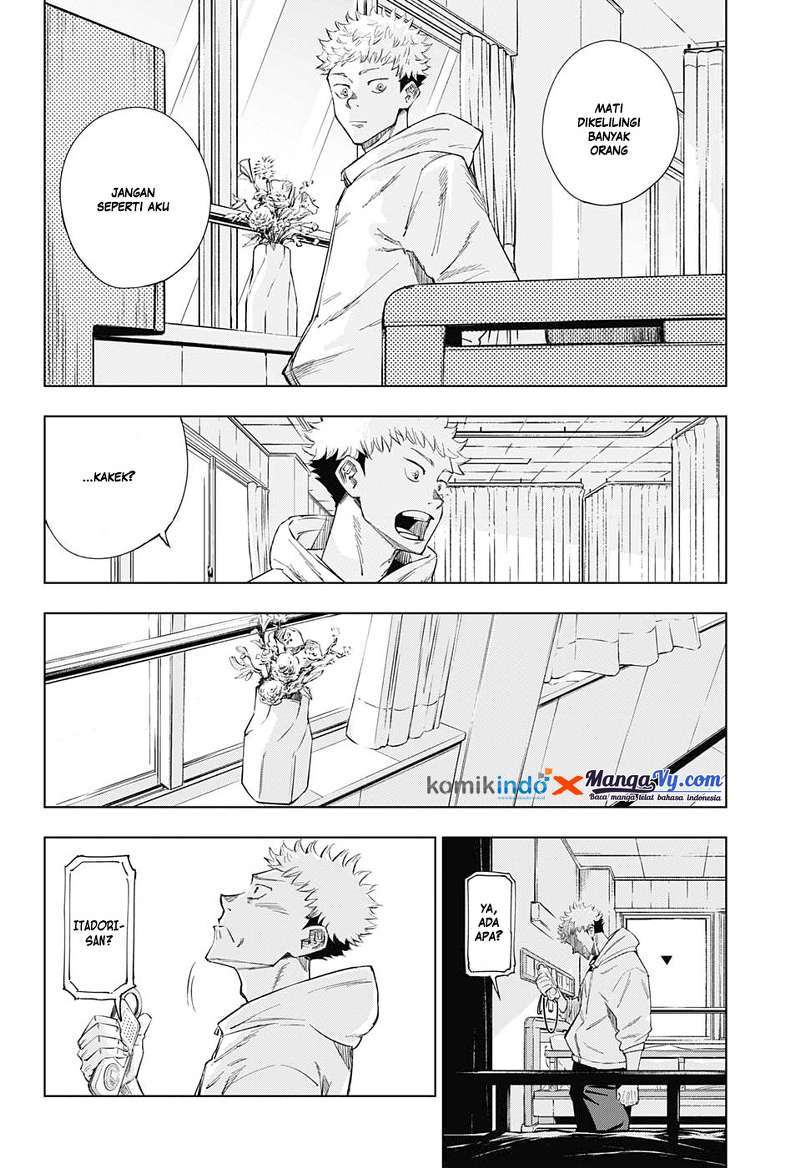 MATI
DIKELILINGI
BANYAK
ORANG
JANGAN
SEPERTI AKU
...KAKEK?
komikindo
MangaVy.com
Baca manga telat bahasa indonesia
YA,
ADA
APA?
ITADORI-
SAN?